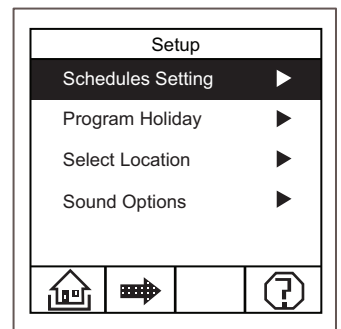 Setup
Schedules Setting
Program Holiday
Select Location
Sound Options
?